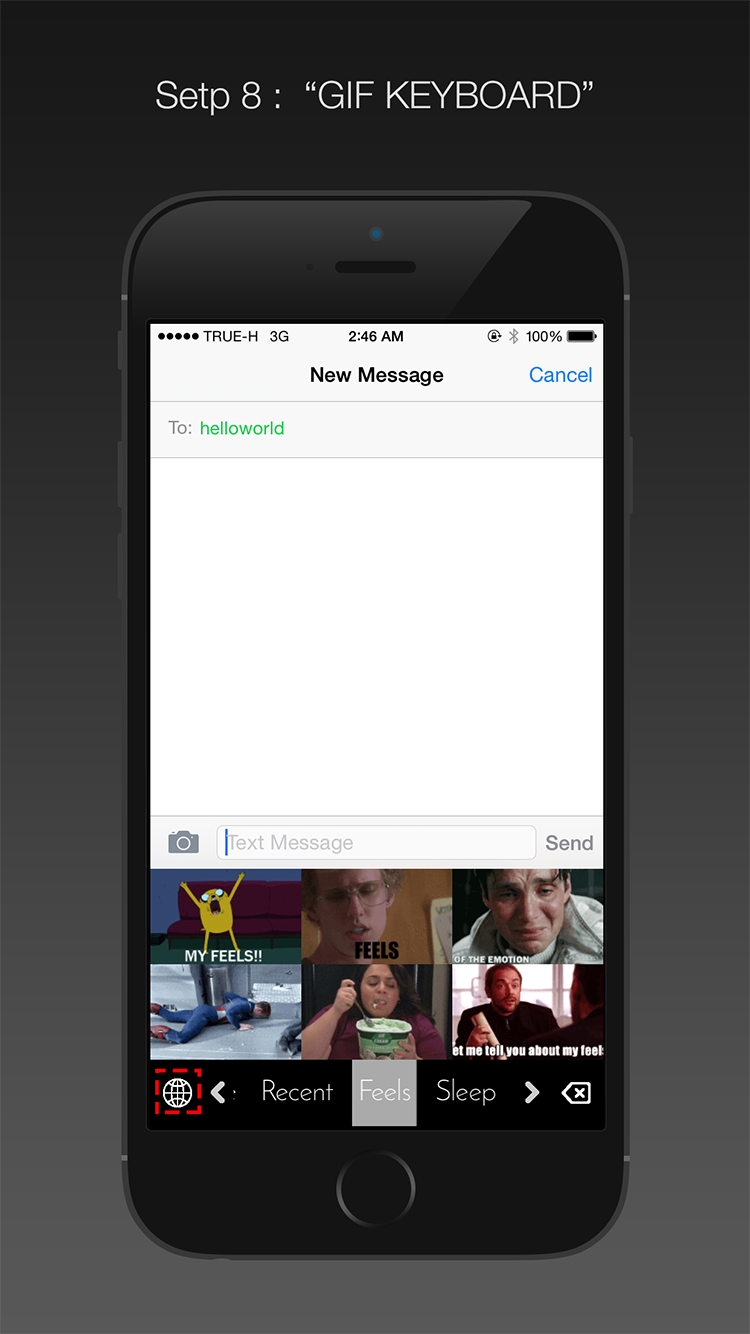 Setp 8 : “GIF KEYBOARD”
TRUE-H 3G 2:46 AM 100%
New Message Cancel
To: helloworld
Text Message Send
MY FEELS!!
FEELS
OF THE EMOTION
et me tell you about my feel
Recent Feels Sleep